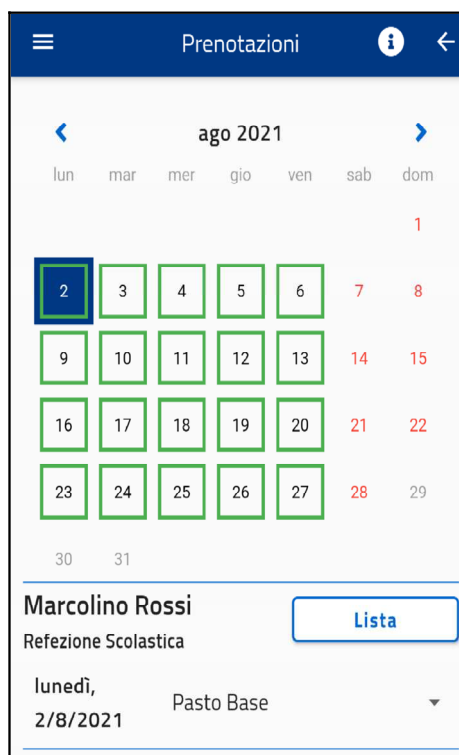 Prenotazioni
ago 2021
lun mar mer gio ven sab dom
1
2 3 4 5 6 7 8
9 10 11 12 13 14 15
16 17 18 19 20 21 22
23 24 25 26 27 28 29
30 31
Marcolino Rossi
Lista
Refezione Scolastica
lunedì,
2/8/2021
Pasto Base